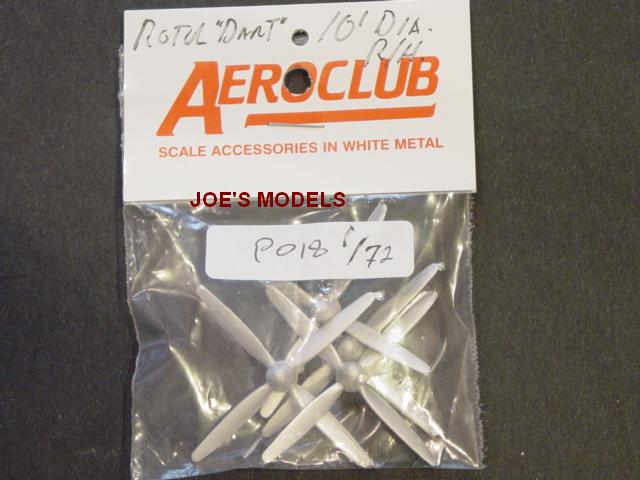 ROTOL "DART" 10' DIA.
R/H
AEROCLUB
SCALE ACCESSORIES IN WHITE METAL
JOE'S MODELS
P018 1/72